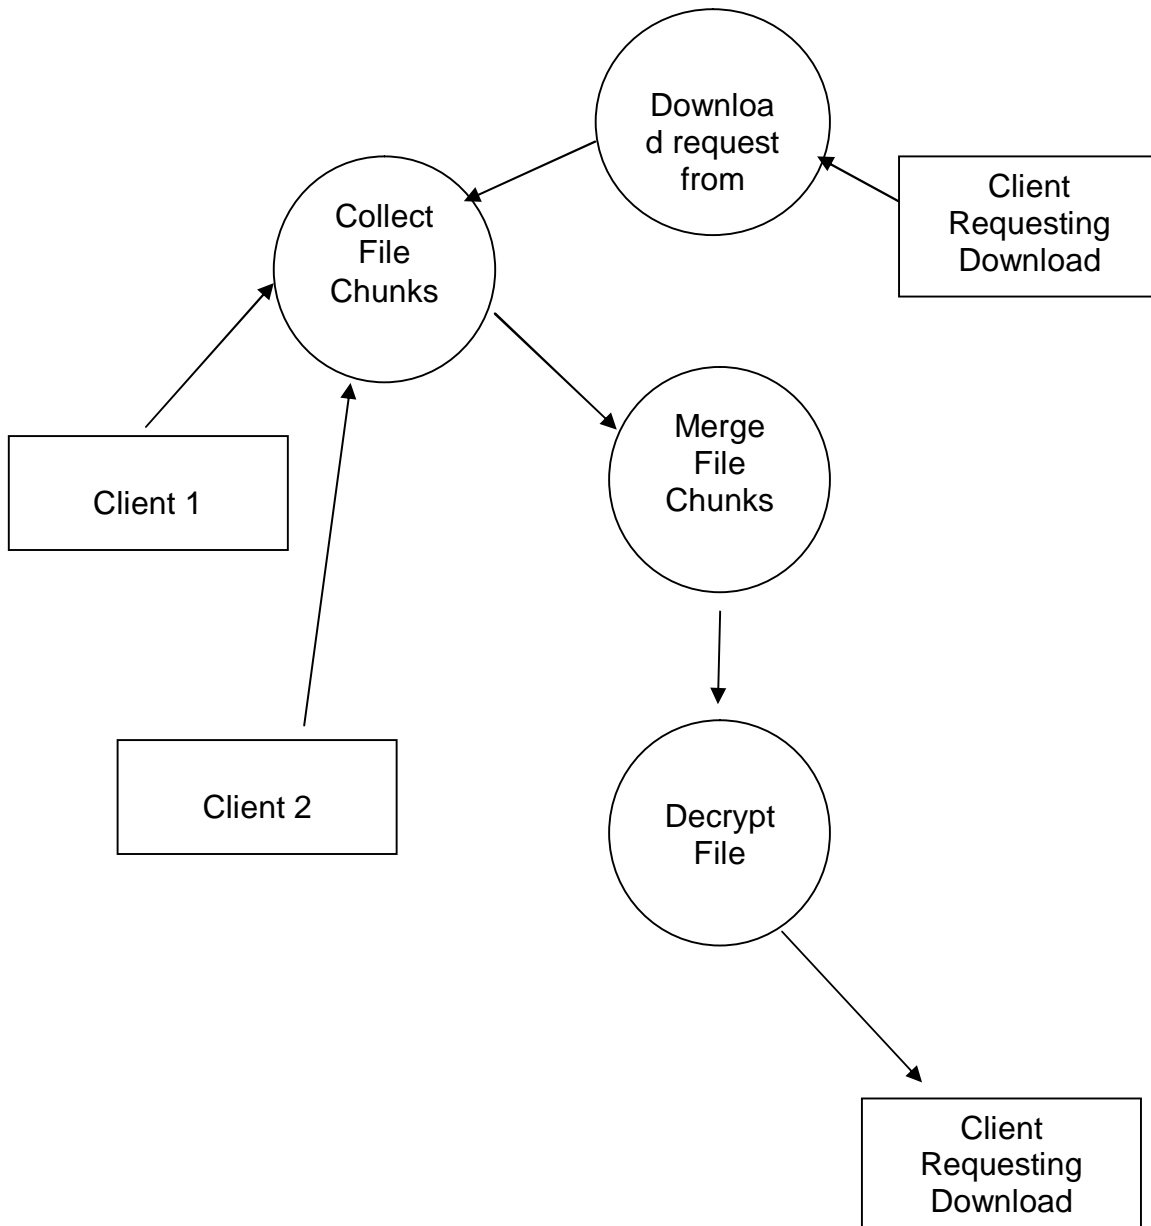 Downloa
d request
from
Client
Requesting
Download
Collect
File
Chunks
Merge
File
Chunks
Client 1
Client 2
Decrypt
File
Client
Requesting
Download